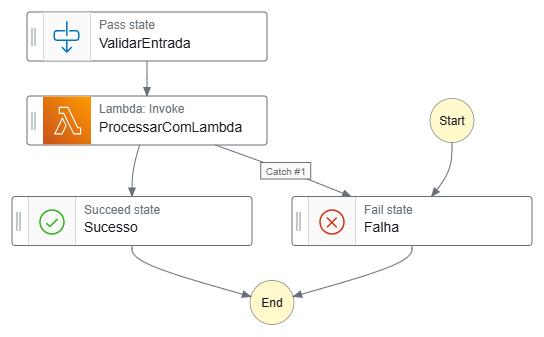 Pass state
ValidarEntrada
Lambda: Invoke
ProcessarComLambda
Start
Catch #1
Succeed state
Sucesso
Fail state
Falha
End